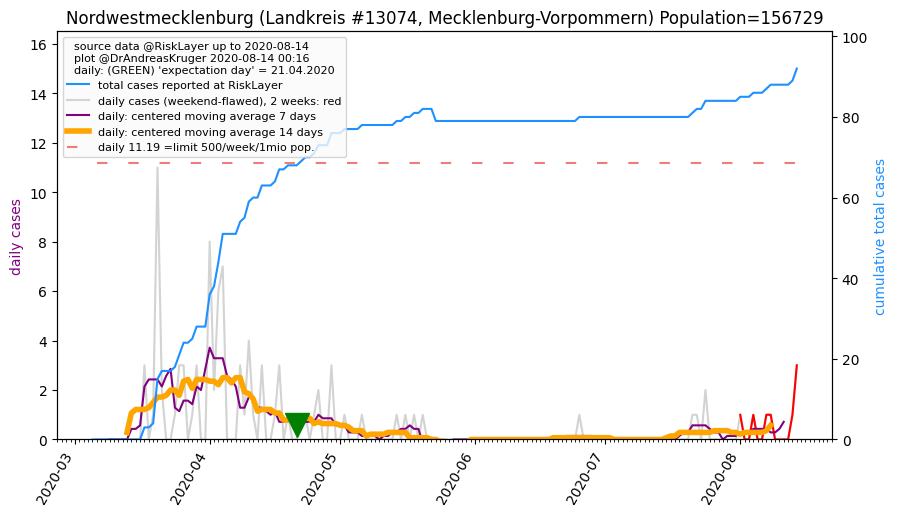 Nordwestmecklenburg (Landkreis #13074, Mecklenburg-Vorpommern) Population=156729
source data @RiskLayer up to 2020-08-14
plot @DrAndreasKruger 2020-08-14 00:16
daily: (GREEN) 'expectation day' = 21.04.2020
total cases reported at RiskLayer
daily cases (weekend-flawed), 2 weeks: red
daily: centered moving average 7 days
daily: centered moving average 14 days
daily 11.19 =limit 500/week/1mio pop.
daily cases
16
14
12
10
8
6
4
2
0
cumulative total cases
100
80
60
40
20
0
2020-03
2020-04
2020-05
2020-06
2020-07
2020-08